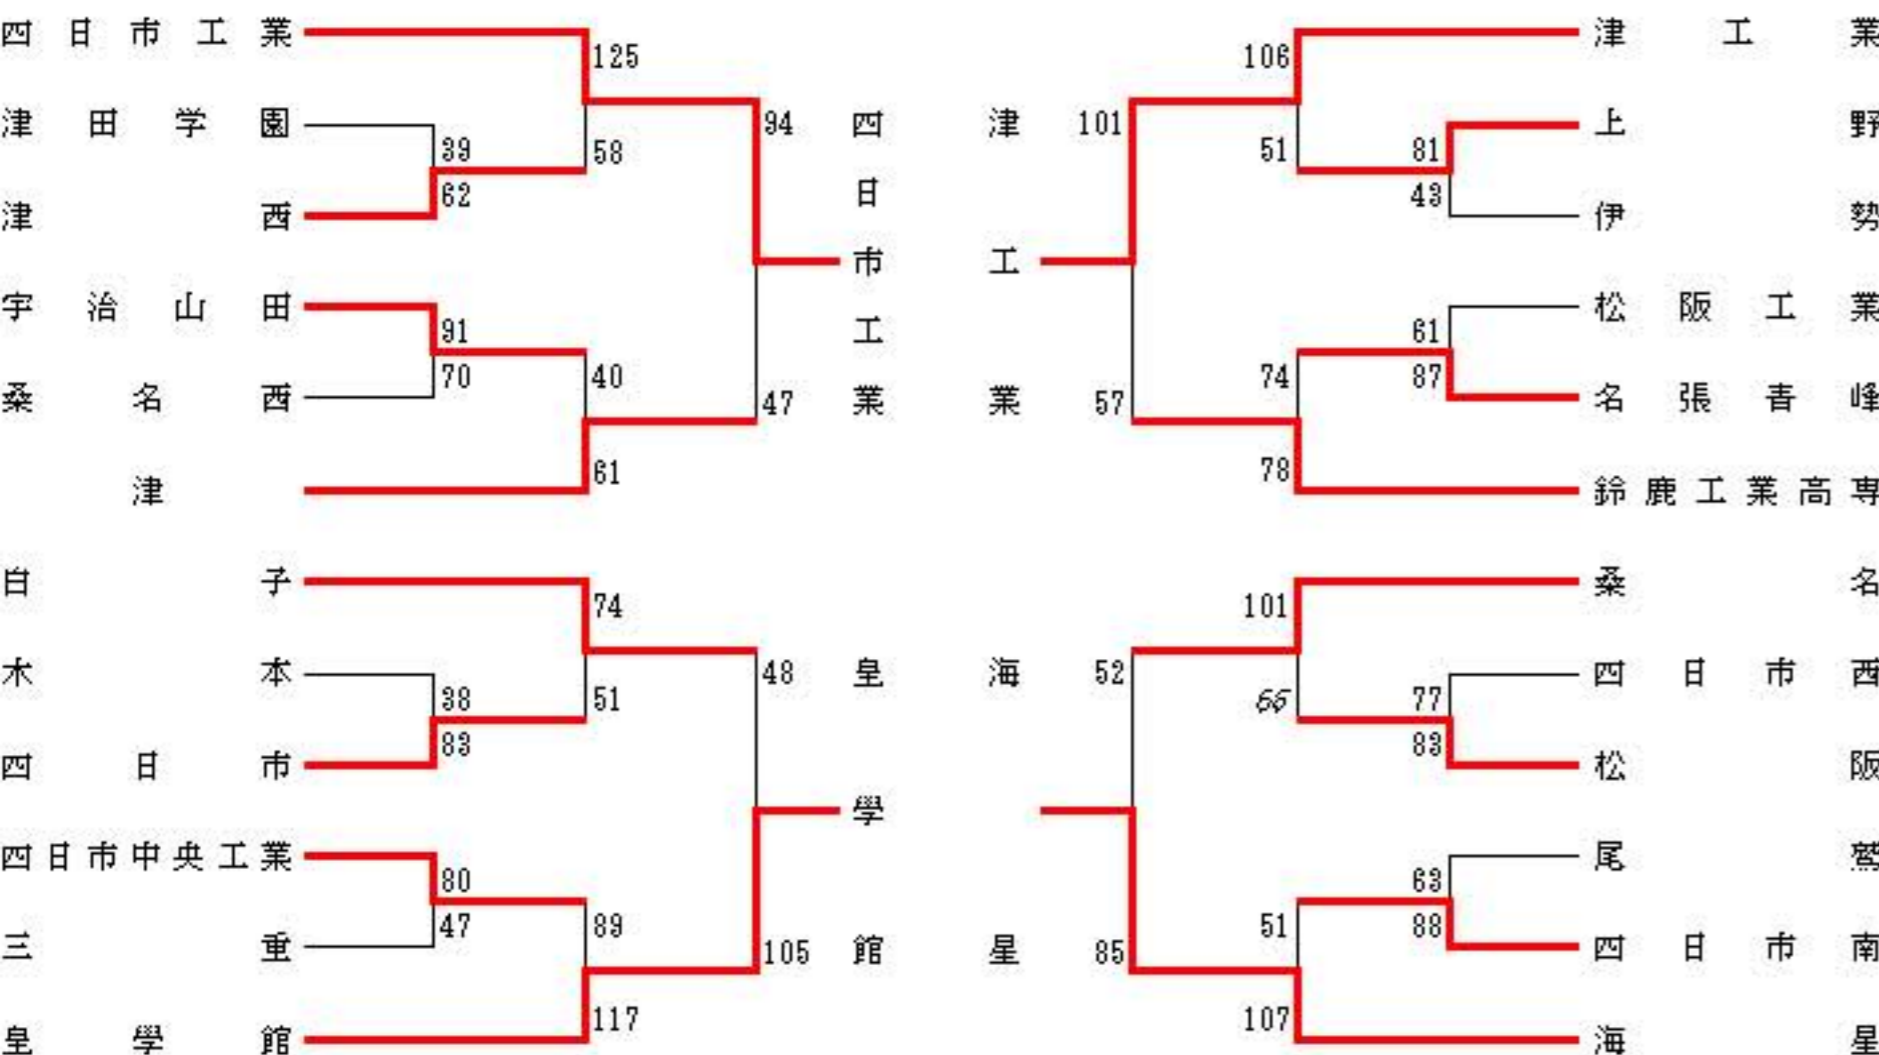 四日市工業 125 106 津工業
津田学園 39 58 94 101 51 81 上野
津西 62 43 伊勢
四日市工業
津工業
宇治山田 91 61 松阪工業
桑名西 70 40 47 57 74 87 名張青峰
津 61 78 鈴鹿工業高専
白子 74 101 桑名
木本 38 51 48 52 66 77 四日市西
四日市 83 83 松阪
皇學館
海星
四日市中央工業 80 63 尾鷲
三重 47 89 105 85 51 88 四日市南
皇學館 117 107 海星